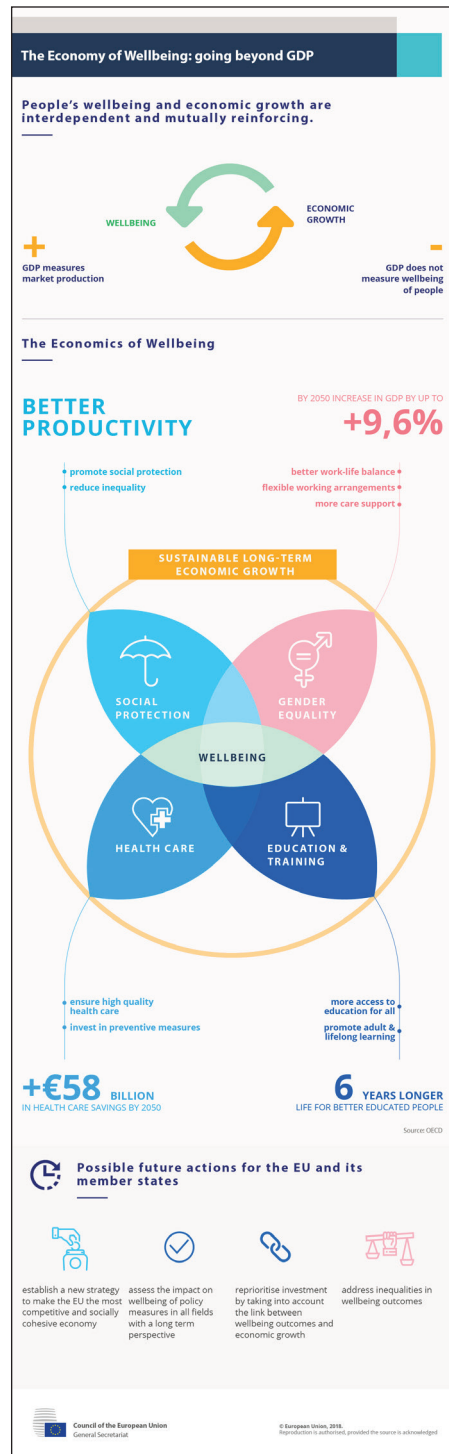 The Economy of Wellbeing: going beyond GDP
People's wellbeing and economic growth are
interdependent and mutually reinforcing.
WELLBEING
ECONOMIC
GROWTH
+
GDP measures
market production
-
GDP does not
measure wellbeing
of people
The Economics of Wellbeing
BETTER
PRODUCTIVITY
BY 2050 INCREASE IN GDP BY UP TO
+9,6%
promote social protection
reduce inequality
better work-life balance
flexible working arrangements
more care support
SUSTAINABLE LONG-TERM
ECONOMIC GROWTH
SOCIAL
PROTECTION
GENDER
EQUALITY
WELLBEING
HEALTH CARE
EDUCATION &
TRAINING
ensure high quality
health care
invest in preventive measures
more access to
education for all
promote adult &
lifelong learning
+€58 BILLION
IN HEALTH CARE SAVINGS BY 2050
6 YEARS LONGER
LIFE FOR BETTER EDUCATED PEOPLE
Source: OECD
Possible future actions for the EU and its
member states
establish a new strategy
to make the EU the most
competitive and socially
cohesive economy
assess the impact on
wellbeing of policy
measures in all fields
with a long term
perspective
reprioritise investment
by taking into account
the link between
wellbeing outcomes and
economic growth
address inequalities in
wellbeing outcomes
Council of the European Union
General Secretariat
© European Union, 2018.
Reproduction is authorised, provided the source is acknowledged